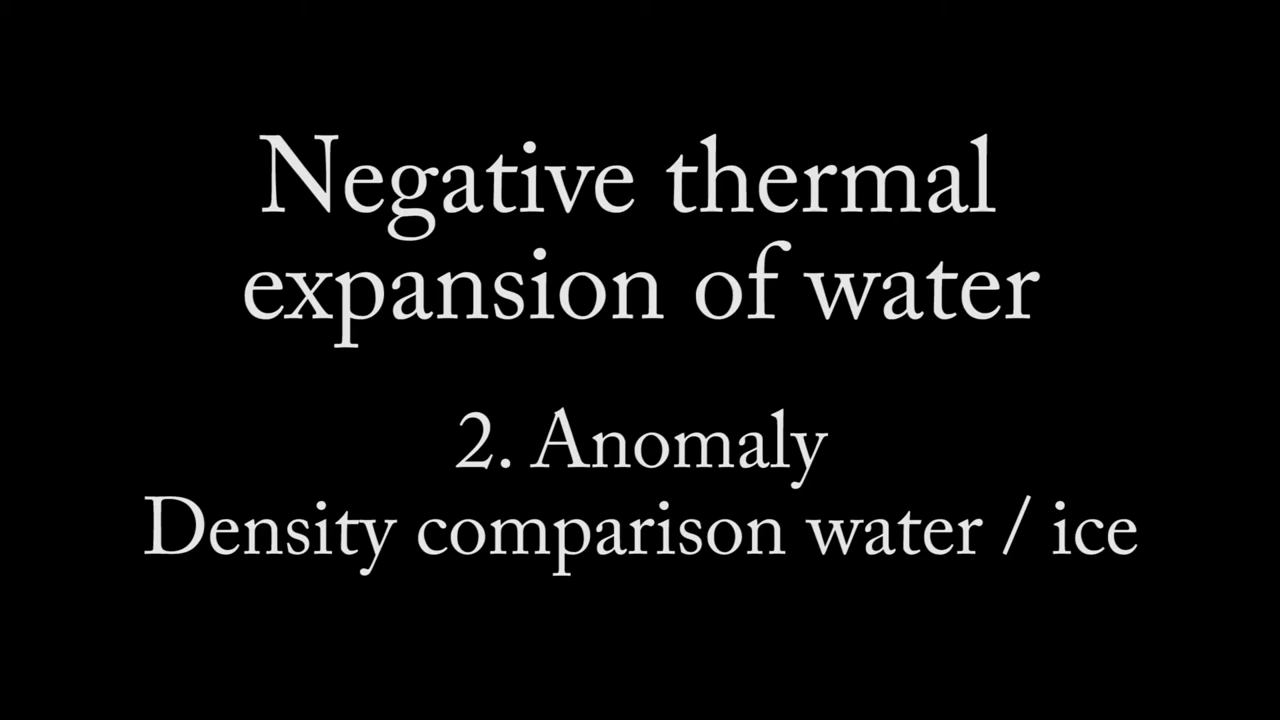 Negative thermal
expansion of water
2. Anomaly
Density comparison water / ice